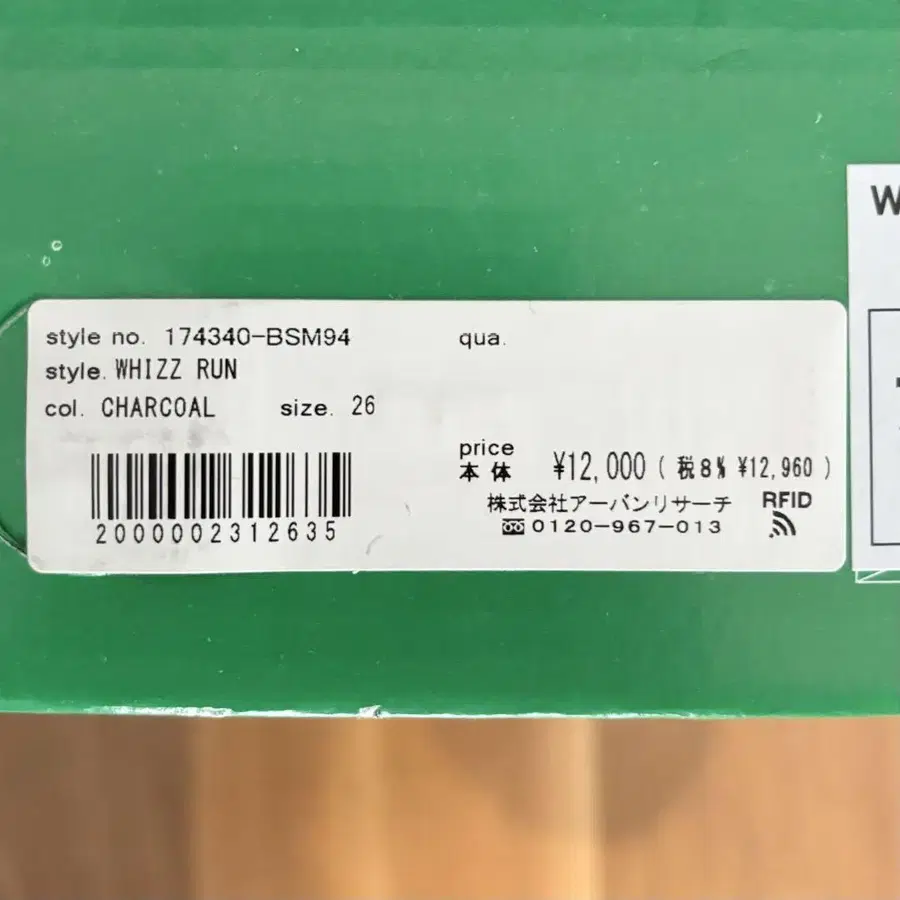 style no. 174340-BSM94
qua.
style. WHIZZ RUN
col. CHARCOAL size. 26
price
本体 ¥12,000 ( 税8% ¥12,960 )
株式会社アーバンリサーチ
0120-967-013
RFID
2000002312635
W